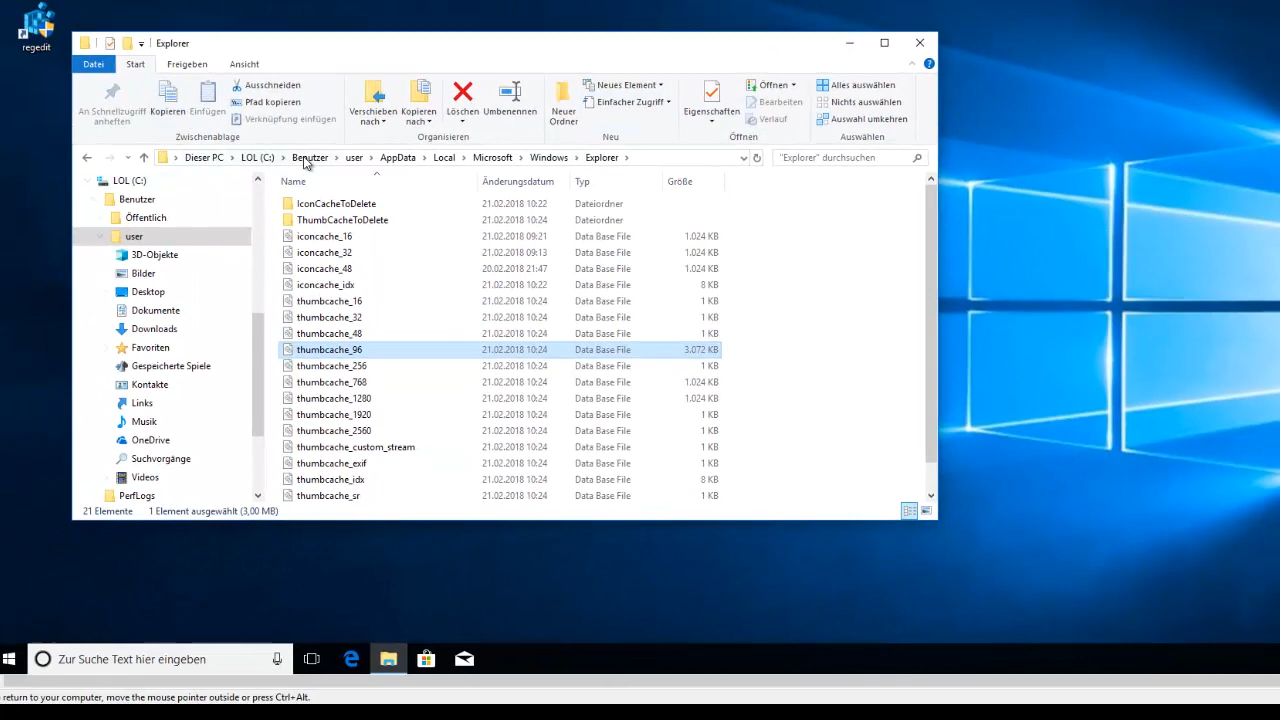 regedit
Explorer
Datei Start Freigeben Ansicht
An Schnellzugriff anheften
Kopieren
Einfügen
Ausschneiden
Pfad kopieren
Verknüpfung einfügen
Zwischenablage
Verschieben nach
Kopieren nach
Löschen
Umbenennen
Organisieren
Neuer Ordner
Neues Element
Einfacher Zugriff
Neu
Eigenschaften
Öffnen
Bearbeiten
Verlauf
Öffnen
Alles auswählen
Nichts auswählen
Auswahl umkehren
Auswählen
Dieser PC > LOL (C:) > Benutzer > user > AppData > Local > Microsoft > Windows > Explorer >
"Explorer" durchsuchen
LOL (C:)
Benutzer
Öffentlich
user
3D-Objekte
Bilder
Desktop
Dokumente
Downloads
Favoriten
Gespeicherte Spiele
Kontakte
Links
Musik
OneDrive
Suchvorgänge
Videos
PerfLogs
Name Änderungsdatum Typ Größe
IconCacheToDelete 21.02.2018 10:22 Dateiordner
ThumbCacheToDelete 21.02.2018 10:24 Dateiordner
iconcache_16 21.02.2018 09:21 Data Base File 1.024 KB
iconcache_32 21.02.2018 09:13 Data Base File 1.024 KB
iconcache_48 20.02.2018 21:47 Data Base File 1.024 KB
iconcache_idx 21.02.2018 10:22 Data Base File 8 KB
thumbcache_16 21.02.2018 10:24 Data Base File 1 KB
thumbcache_32 21.02.2018 10:24 Data Base File 1 KB
thumbcache_48 21.02.2018 10:24 Data Base File 1 KB
thumbcache_96 21.02.2018 10:24 Data Base File 3.072 KB
thumbcache_256 21.02.2018 10:24 Data Base File 1 KB
thumbcache_768 21.02.2018 10:24 Data Base File 1.024 KB
thumbcache_1280 21.02.2018 10:24 Data Base File 1.024 KB
thumbcache_1920 21.02.2018 10:24 Data Base File 1 KB
thumbcache_2560 21.02.2018 10:24 Data Base File 1 KB
thumbcache_custom_stream 21.02.2018 10:24 Data Base File 1 KB
thumbcache_exif 21.02.2018 10:24 Data Base File 1 KB
thumbcache_idx 21.02.2018 10:24 Data Base File 8 KB
thumbcache_sr 21.02.2018 10:24 Data Base File 1 KB
21 Elemente 1 Element ausgewählt (3,00 MB)
Zur Suche Text hier eingeben
return to your computer, move the mouse pointer outside or press Ctrl+Alt.